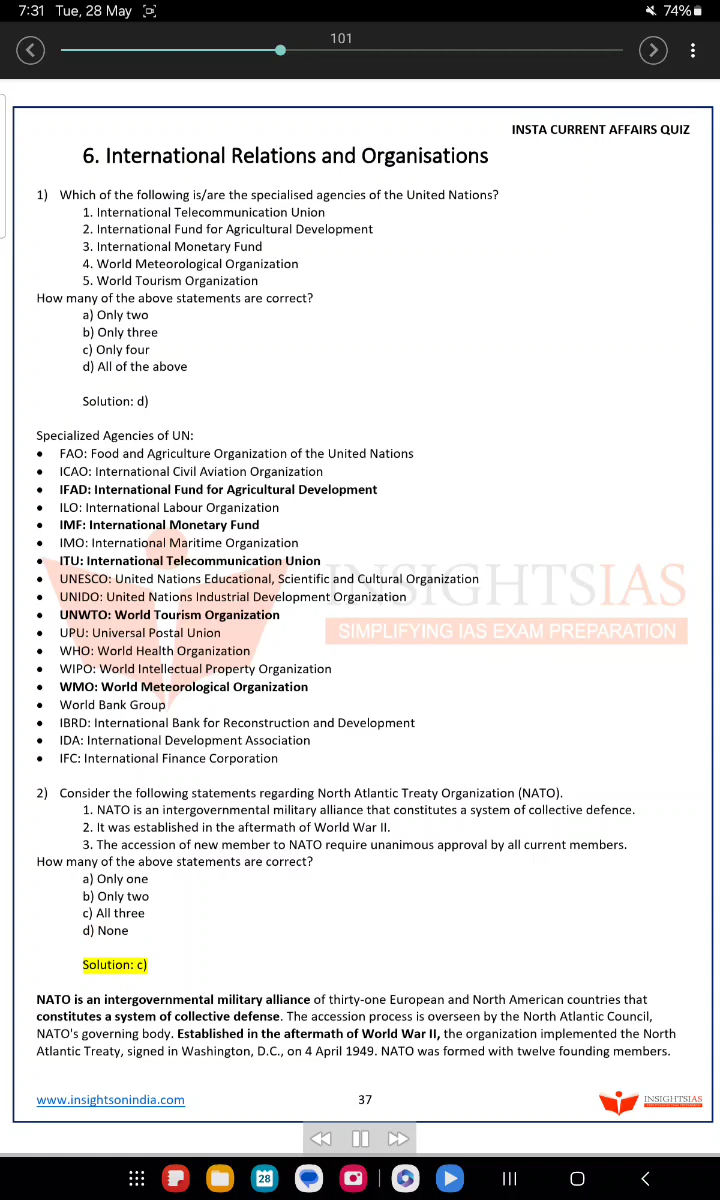 7:31 Tue, 28 May
74%
101
INSTA CURRENT AFFAIRS QUIZ
6. International Relations and Organisations
1) Which of the following is/are the specialised agencies of the United Nations?
1. International Telecommunication Union
2. International Fund for Agricultural Development
3. International Monetary Fund
4. World Meteorological Organization
5. World Tourism Organization
How many of the above statements are correct?
a) Only two
b) Only three
c) Only four
d) All of the above
Solution: d)
Specialized Agencies of UN:
• FAO: Food and Agriculture Organization of the United Nations
• ICAO: International Civil Aviation Organization
• IFAD: International Fund for Agricultural Development
• ILO: International Labour Organization
• IMF: International Monetary Fund
• IMO: International Maritime Organization
• ITU: International Telecommunication Union
• UNESCO: United Nations Educational, Scientific and Cultural Organization
• UNIDO: United Nations Industrial Development Organization
• UNWTO: World Tourism Organization
• UPU: Universal Postal Union
• WHO: World Health Organization
• WIPO: World Intellectual Property Organization
• WMO: World Meteorological Organization
• World Bank Group
• IBRD: International Bank for Reconstruction and Development
• IDA: International Development Association
• IFC: International Finance Corporation
INSIGHTSIAS
SIMPLIFYING IAS EXAM PREPARATION
2) Consider the following statements regarding North Atlantic Treaty Organization (NATO).
1. NATO is an intergovernmental military alliance that constitutes a system of collective defence.
2. It was established in the aftermath of World War II.
3. The accession of new member to NATO require unanimous approval by all current members.
How many of the above statements are correct?
a) Only one
b) Only two
c) All three
d) None
Solution: c)
NATO is an intergovernmental military alliance of thirty-one European and North American countries that
constitutes a system of collective defense. The accession process is overseen by the North Atlantic Council,
NATO's governing body. Established in the aftermath of World War II, the organization implemented the North
Atlantic Treaty, signed in Washington, D.C., on 4 April 1949. NATO was formed with twelve founding members.
www.insightsonindia.com
37
INSIGHTSIAS
28